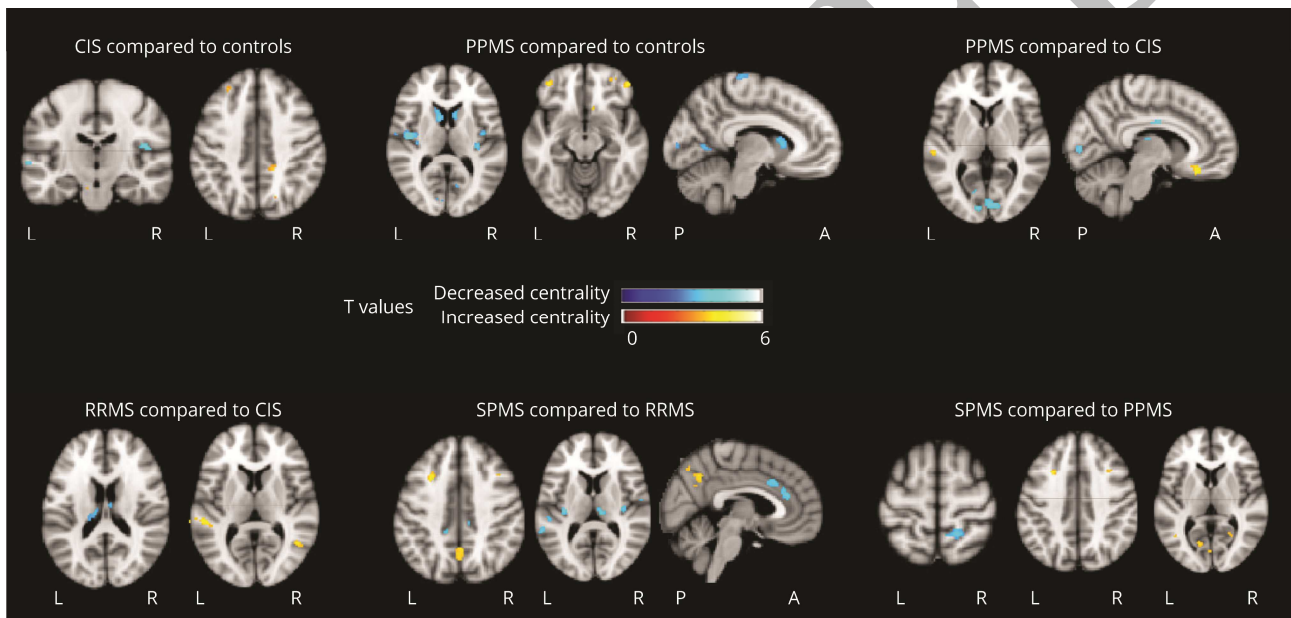 CIS compared to controls
PPMS compared to controls
PPMS compared to CIS
L R L R
L R L R P A
L R P A
T values
Decreased centrality
Increased centrality
0 6
RRMS compared to CIS
SPMS compared to RRMS
SPMS compared to PPMS
L R L R
L R L R P A
L R L R L R